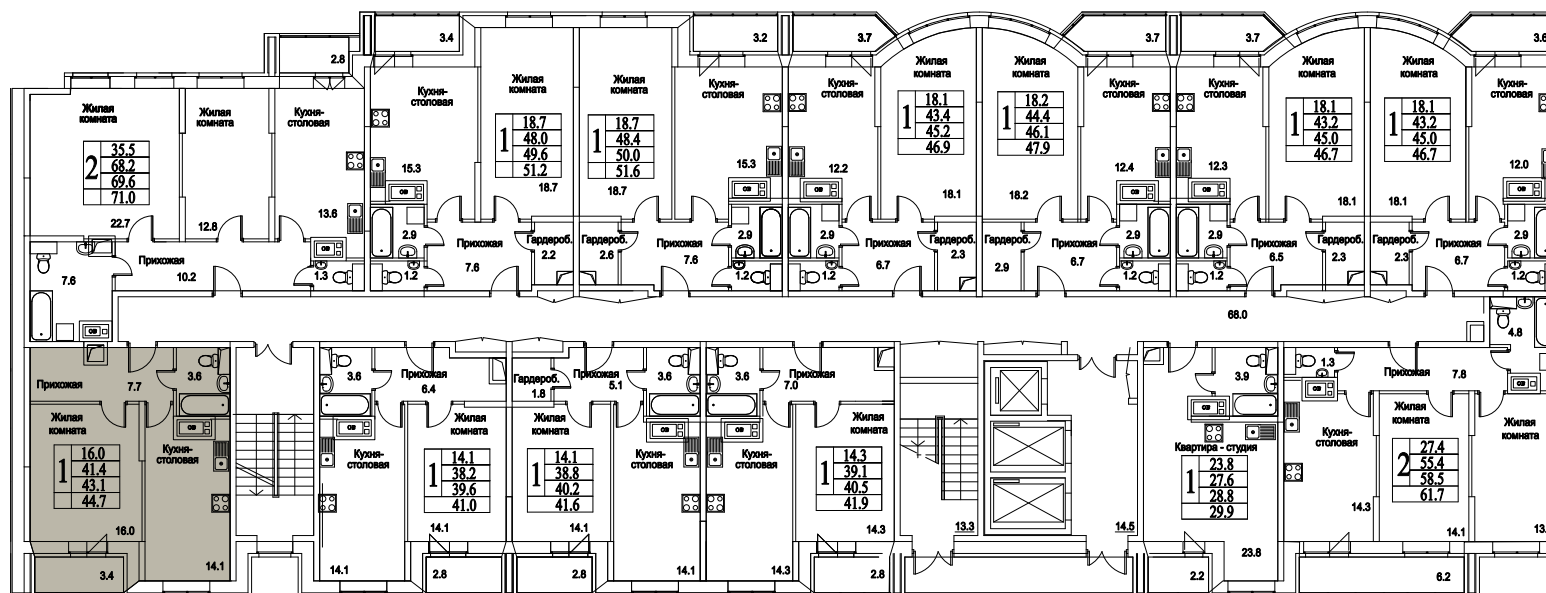 3.4
3.2
3.7
3.7
3.7
3.6
2.8
Жилая
комната
Жилая
комната
Кухня-
столовая
Кухня-
столовая
Жилая
комната
Жилая
комната
Кухня-
столовая
Кухня-
столовая
Жилая
комната
Жилая
комната
Кухня-
столовая
Кухня-
столовая
Жилая
комната
Жилая
комната
Кухня-
столовая
2
35.5
68.2
69.6
71.0
1
18.7
48.0
49.6
51.2
1
18.7
48.4
50.0
51.6
1
18.1
43.4
45.2
46.9
1
18.2
44.4
46.1
47.9
1
18.1
43.2
45.0
46.7
1
18.1
43.2
45.0
46.7
22.7
12.8
13.6
15.3
18.7
18.7
15.3
12.2
18.1
18.2
12.4
12.3
18.1
18.1
12.0
ОВ
ОВ
ОВ
ОВ
ОВ
ОВ
ОВ
7.6
Прихожая
10.2
1.3
2.9
1.2
Прихожая
7.6
Гардероб.
2.2
Гардероб.
2.6
Прихожая
7.6
2.9
1.2
2.9
1.2
Прихожая
6.7
Гардероб.
2.3
Гардероб.
2.9
Прихожая
6.7
2.9
1.2
2.9
1.2
Прихожая
6.5
Гардероб.
2.3
Гардероб.
2.3
Прихожая
6.7
2.9
1.2
ОВ
68.0
4.8
Прихожая
7.7
3.6
3.6
Прихожая
6.4
Гардероб.
1.8
5.1
Прихожая
3.6
3.6
7.0
Прихожая
3.9
1.3
Прихожая
7.8
ОВ
ОВ
ОВ
ОВ
ОВ
ОВ
ОВ
Жилая
комната
Кухня-
столовая
Кухня-
столовая
Жилая
комната
Жилая
комната
Кухня-
столовая
Кухня-
столовая
Жилая
комната
Квартира - студия
Кухня-
столовая
Жилая
комната
Жилая
комната
1
16.0
41.4
43.1
44.7
1
14.1
38.2
39.6
41.0
1
14.1
38.8
40.2
41.6
1
14.3
39.1
40.5
41.9
1
23.8
27.6
28.8
29.9
2
27.4
55.4
58.5
61.7
16.0
14.1
14.1
14.3
13.3
14.5
14.3
14.1
23.8
3.4
14.1
14.1
2.8
2.8
14.1
14.3
2.8
2.2
6.2